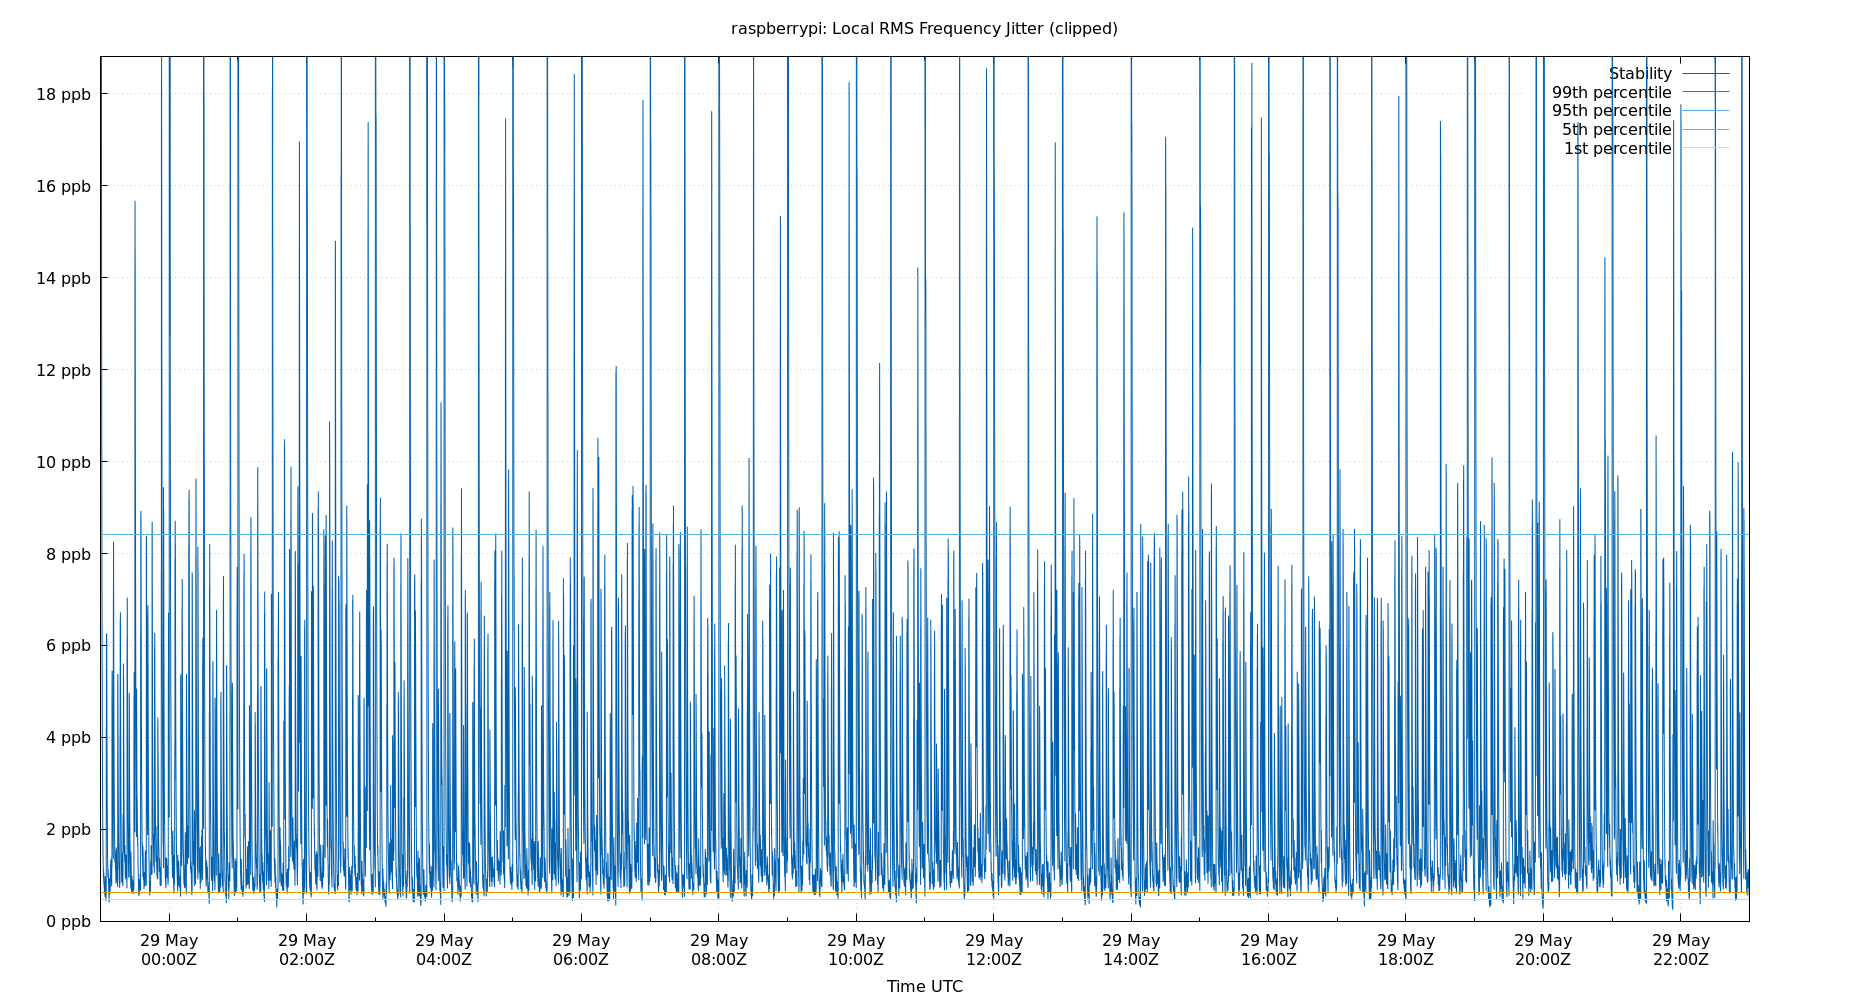 raspberrypi: Local RMS Frequency Jitter (clipped)
Stability
99th percentile
95th percentile
5th percentile
1st percentile
18 ppb
16 ppb
14 ppb
12 ppb
10 ppb
8 ppb
6 ppb
4 ppb
2 ppb
0 ppb
29 May 29 May 29 May 29 May 29 May 29 May 29 May 29 May 29 May 29 May 29 May 29 May
00:00Z 02:00Z 04:00Z 06:00Z 08:00Z 10:00Z 12:00Z 14:00Z 16:00Z 18:00Z 20:00Z 22:00Z
Time UTC